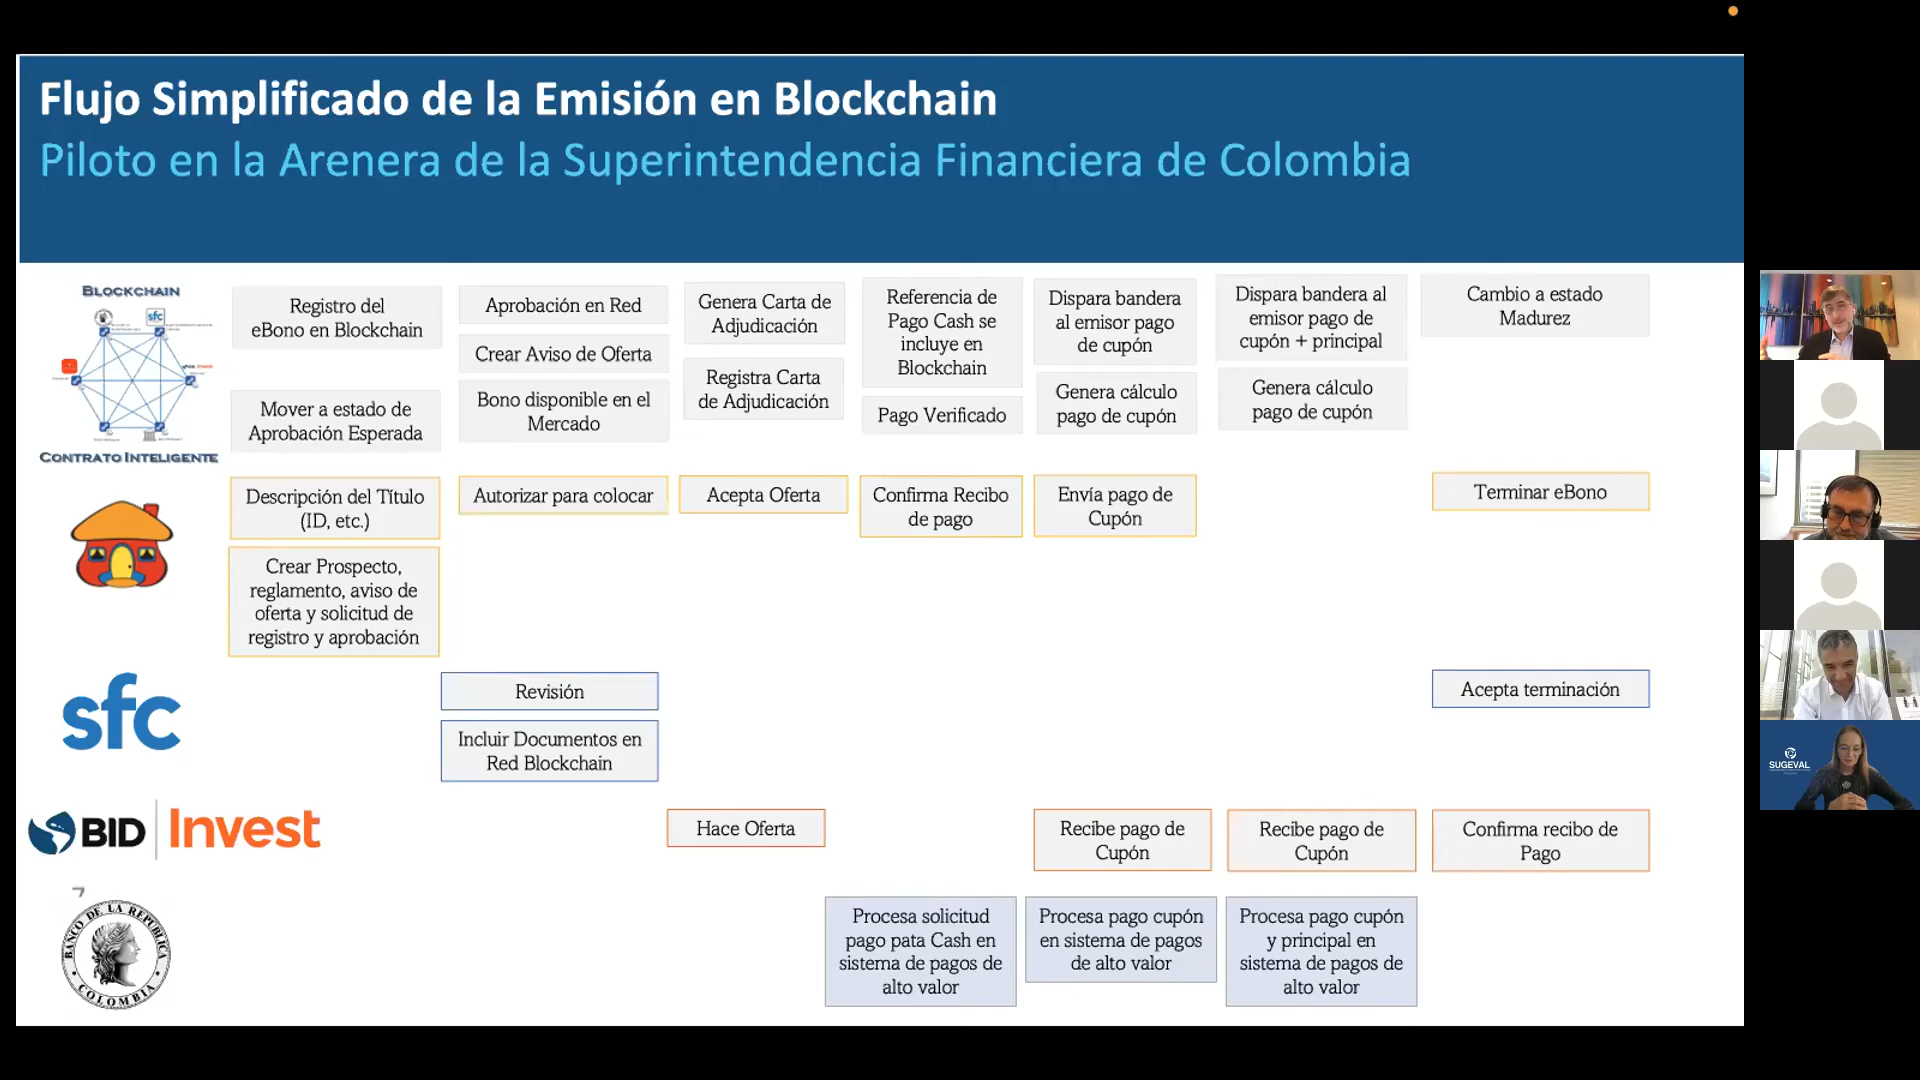 Flujo Simplificado de la Emisión en Blockchain
Piloto en la Arenera de la Superintendencia Financiera de Colombia
BLOCKCHAIN
sfc
CONTRATO INTELIGENTE
Registro del
eBono en Blockchain
Mover a estado de
Aprobación Esperada
Aprobación en Red
Crear Aviso de Oferta
Bono disponible en el
Mercado
Genera Carta de
Adjudicación
Registra Carta
de Adjudicación
Referencia de
Pago Cash se
incluye en
Blockchain
Pago Verificado
Dispara bandera
al emisor pago
de cupón
Genera cálculo
pago de cupón
Dispara bandera al
emisor pago de
cupón + principal
Genera cálculo
pago de cupón
Cambio a estado
Madurez
Descripción del Título
(ID, etc.)
Crear Prospecto,
reglamento, aviso de
oferta y solicitud de
registro y aprobación
Autorizar para colocar
Acepta Oferta
Confirma Recibo
de pago
Envía pago de
Cupón
Terminar eBono
sfc
Revisión
Incluir Documentos en
Red Blockchain
Acepta terminación
BID Invest
Hace Oferta
Recibe pago de
Cupón
Recibe pago de
Cupón
Confirma recibo de
Pago
7
BANCO DE LA REPÚBLICA
COLOMBIA
Procesa solicitud
pago pata Cash en
sistema de pagos de
alto valor
Procesa pago cupón
en sistema de pagos
de alto valor
Procesa pago cupón
y principal en
sistema de pagos de
alto valor
SUGEVAL